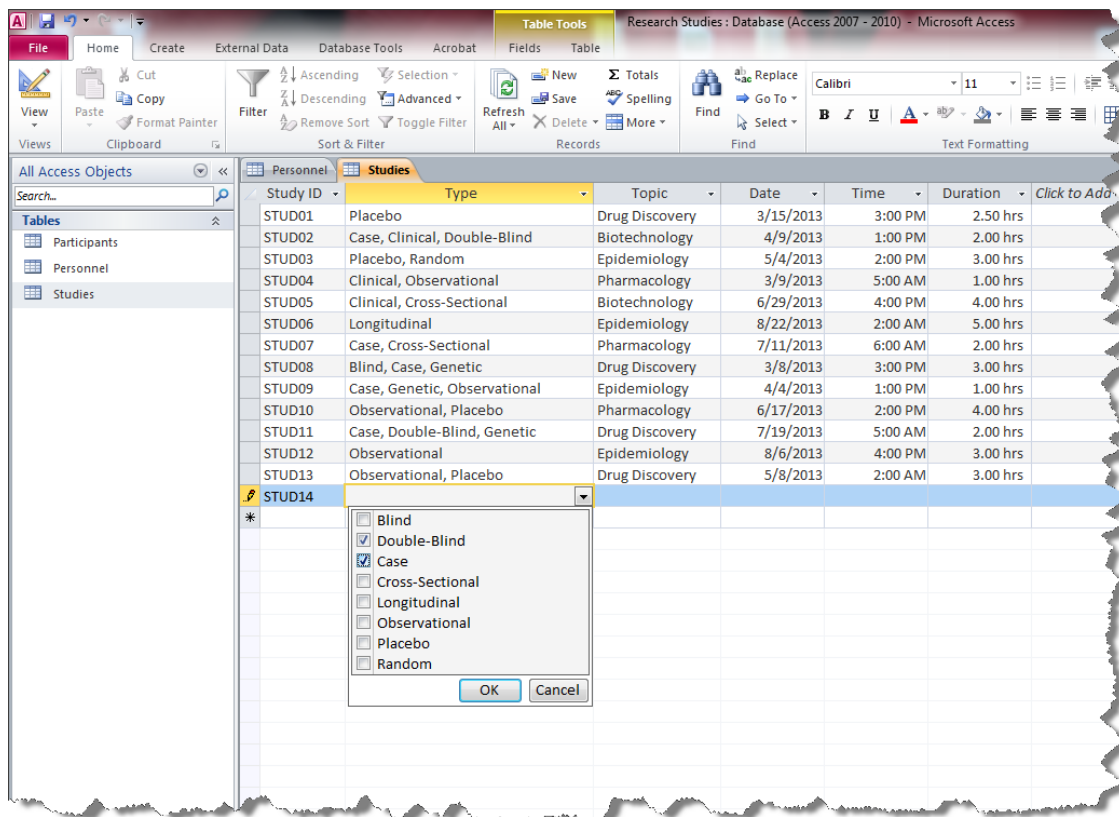 A Table Tools Research Studies : Database (Access 2007 - 2010) - Microsoft Access
File Home Create External Data Database Tools Acrobat Fields Table
View
Views
Paste
Cut
Copy
Format Painter
Clipboard
Filter
Ascending
Descending
Remove Sort
Selection
Advanced
Toggle Filter
Sort & Filter
Refresh
All
New
Save
Delete
Totals
Spelling
More
Records
Find
Replace
Go To
Select
Find
Calibri 11
B I U A
Text Formatting
All Access Objects
Search...
Tables
Participants
Personnel
Studies
Personnel Studies
Study ID Type Topic Date Time Duration Click to Add
STUD01 Placebo Drug Discovery 3/15/2013 3:00 PM 2.50 hrs
STUD02 Case, Clinical, Double-Blind Biotechnology 4/9/2013 1:00 PM 2.00 hrs
STUD03 Placebo, Random Epidemiology 5/4/2013 2:00 PM 3.00 hrs
STUD04 Clinical, Observational Pharmacology 3/9/2013 5:00 AM 1.00 hrs
STUD05 Clinical, Cross-Sectional Biotechnology 6/29/2013 4:00 PM 4.00 hrs
STUD06 Longitudinal Epidemiology 8/22/2013 2:00 AM 5.00 hrs
STUD07 Case, Cross-Sectional Pharmacology 7/11/2013 6:00 AM 2.00 hrs
STUD08 Blind, Case, Genetic Drug Discovery 3/8/2013 3:00 PM 3.00 hrs
STUD09 Case, Genetic, Observational Epidemiology 4/4/2013 1:00 PM 1.00 hrs
STUD10 Observational, Placebo Pharmacology 6/17/2013 2:00 PM 4.00 hrs
STUD11 Case, Double-Blind, Genetic Drug Discovery 7/19/2013 5:00 AM 2.00 hrs
STUD12 Observational Epidemiology 8/6/2013 4:00 PM 3.00 hrs
STUD13 Observational, Placebo Drug Discovery 5/8/2013 2:00 AM 3.00 hrs
STUD14
Blind
Double-Blind
Case
Cross-Sectional
Longitudinal
Observational
Placebo
Random
OK Cancel